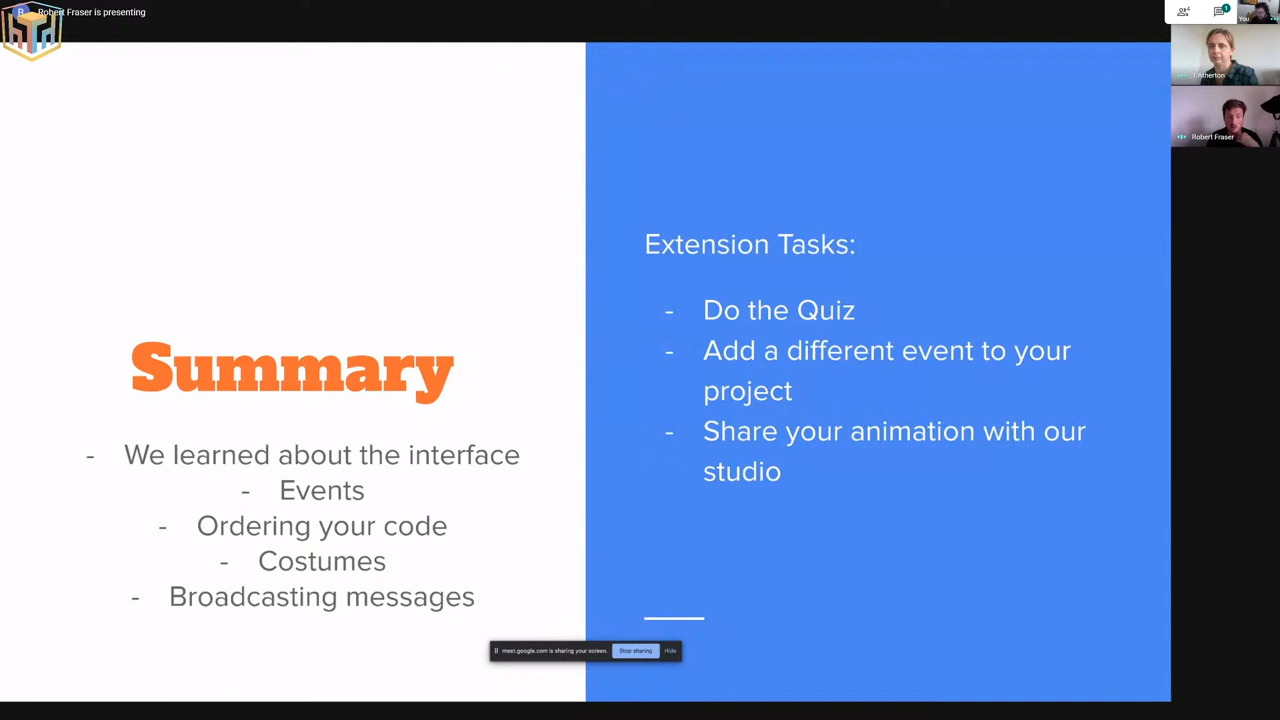 Robert Fraser is presenting
Summary
- We learned about the interface
- Events
- Ordering your code
- Costumes
- Broadcasting messages
Extension Tasks:
- Do the Quiz
- Add a different event to your
project
- Share your animation with our
studio
meet.google.com is sharing your screen. Stop sharing Hide
1
You
T Atherton
Robert Fraser